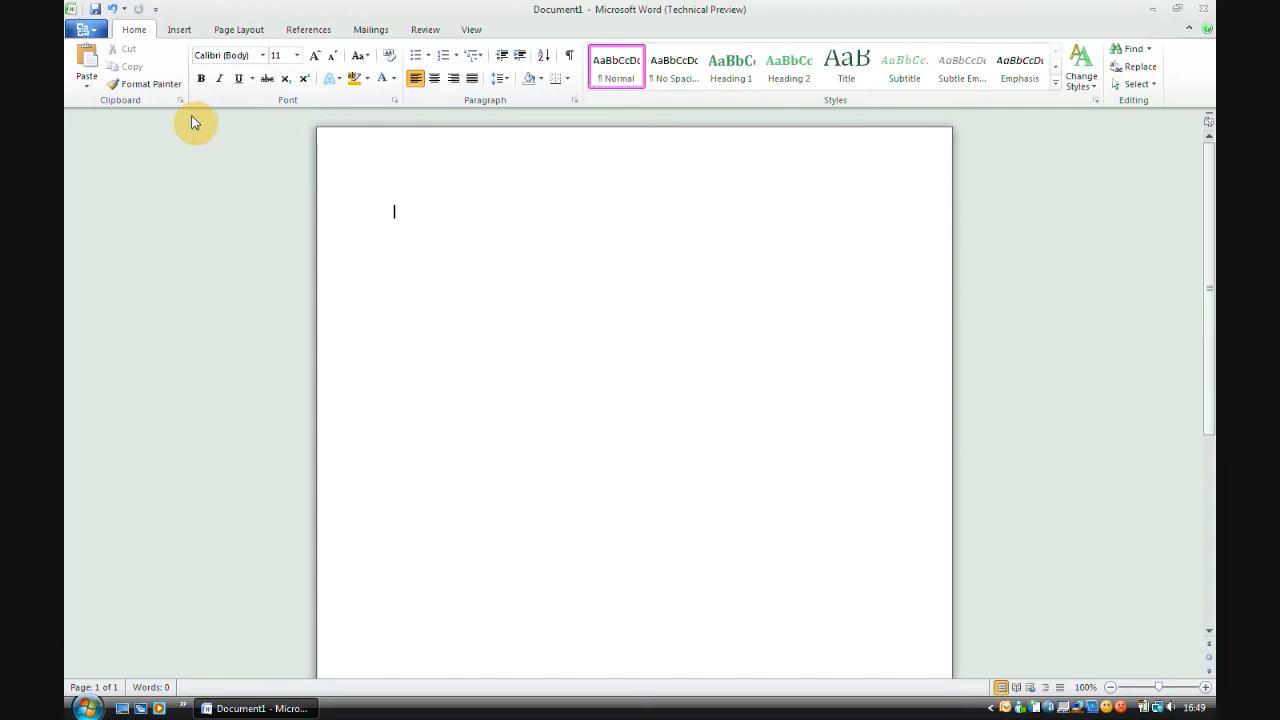 Document1 - Microsoft Word (Technical Preview)
Home Insert Page Layout References Mailings Review View
Paste
Cut
Copy
Format Painter
Clipboard
Calibri (Body) 11
Font
Paragraph
AaBbCcDc AaBbCcDc AaBbC AaBbCc AaB AaBbCc. AaBbCcDc AaBbCcDc
¶ Normal ¶ No Spaci... Heading 1 Heading 2 Title Subtitle Subtle Em... Emphasis
Change Styles
Styles
Find
Replace
Select
Editing
Page: 1 of 1 Words: 0 100%
Document1 - Micro... 16:49